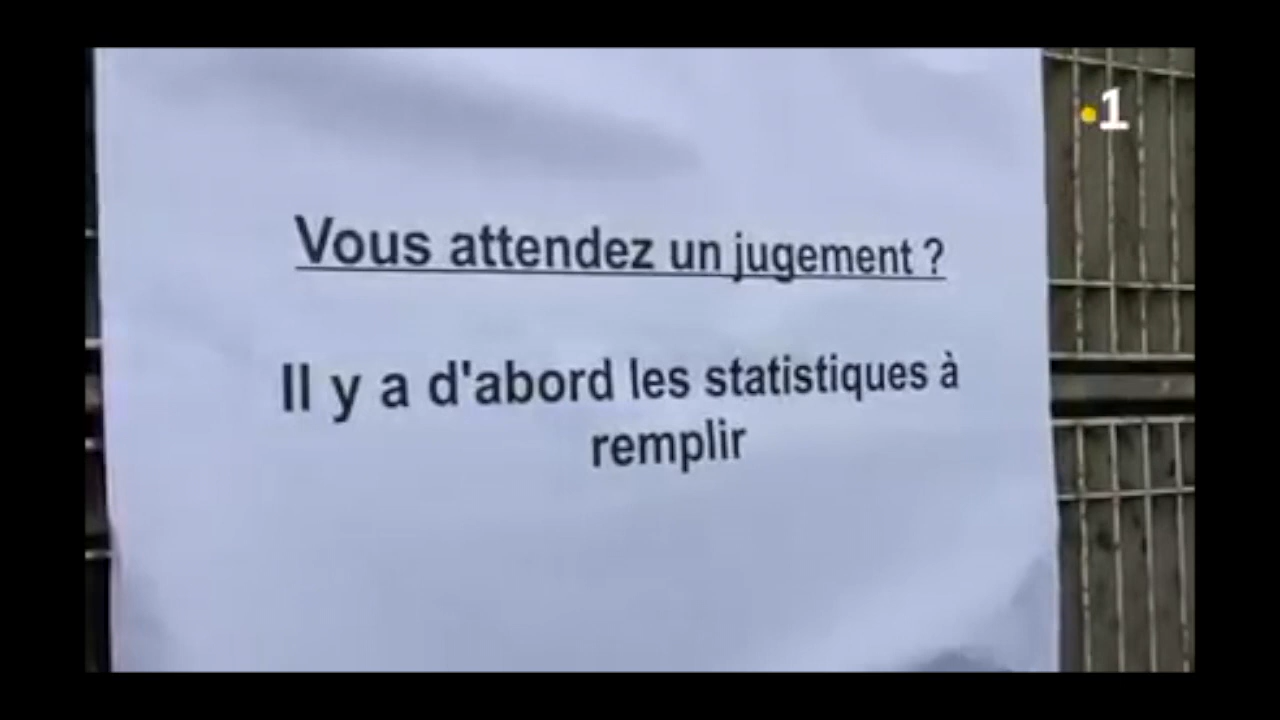 1
Vous attendez un jugement ?
Il y a d'abord les statistiques à
remplir